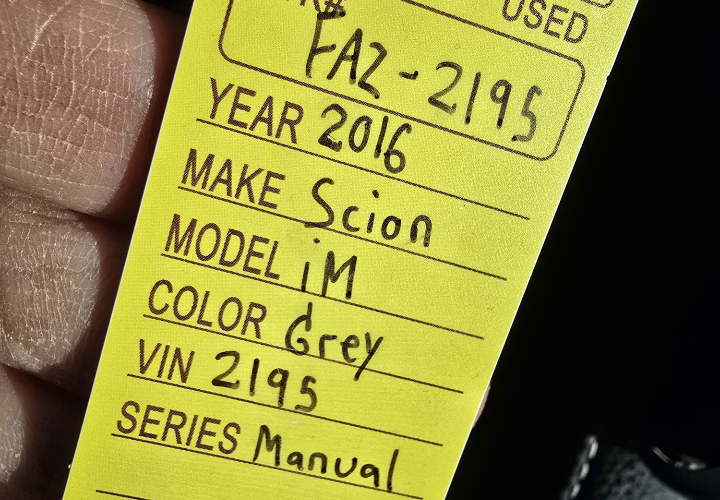 USED
FAZ-2195
YEAR 2016
MAKE Scion
MODEL iM
COLOR Grey
VIN 2195
SERIES Manual